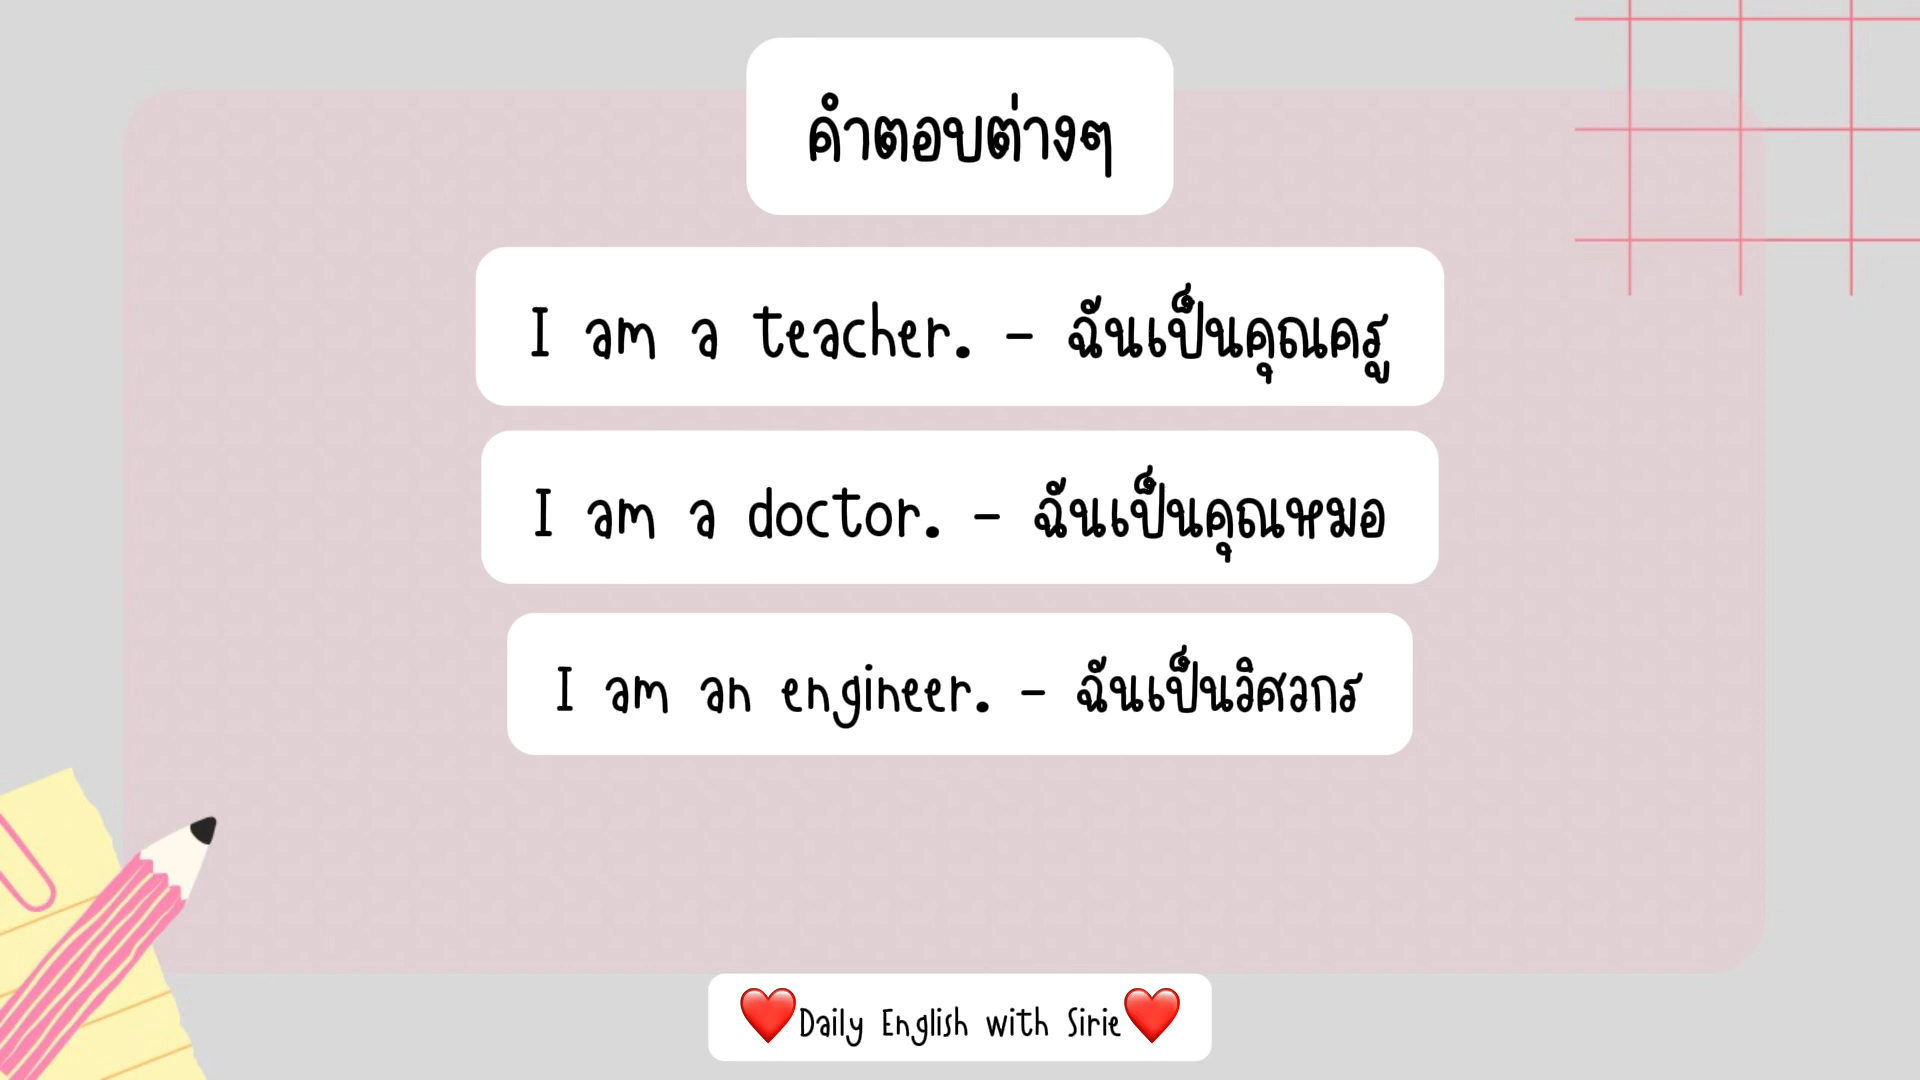 คำตอบต่างๆ
I am a teacher. - ฉันเป็นคุณครู
I am a doctor. - ฉันเป็นคุณหมอ
I am an engineer. - ฉันเป็นวิศวกร
❤️Daily English with Sirie❤️